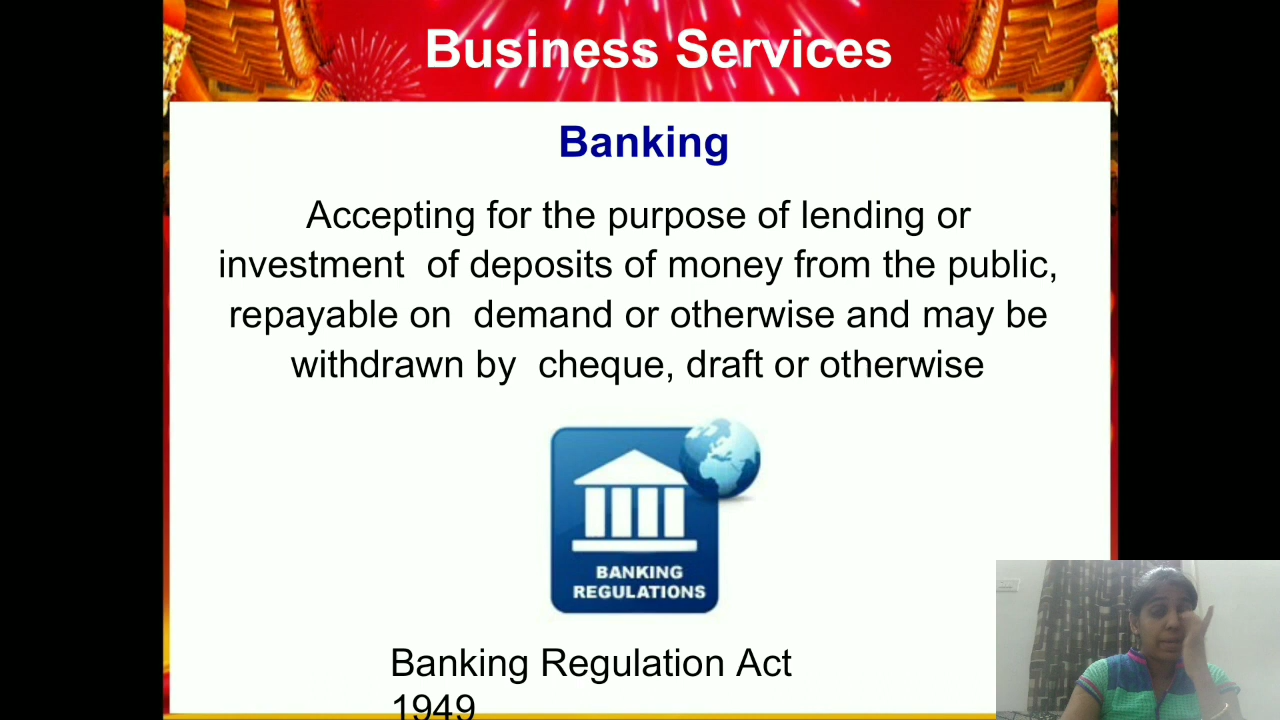 Business Services
Banking
Accepting for the purpose of lending or
investment of deposits of money from the public,
repayable on demand or otherwise and may be
withdrawn by cheque, draft or otherwise
BANKING
REGULATIONS
Banking Regulation Act
1949